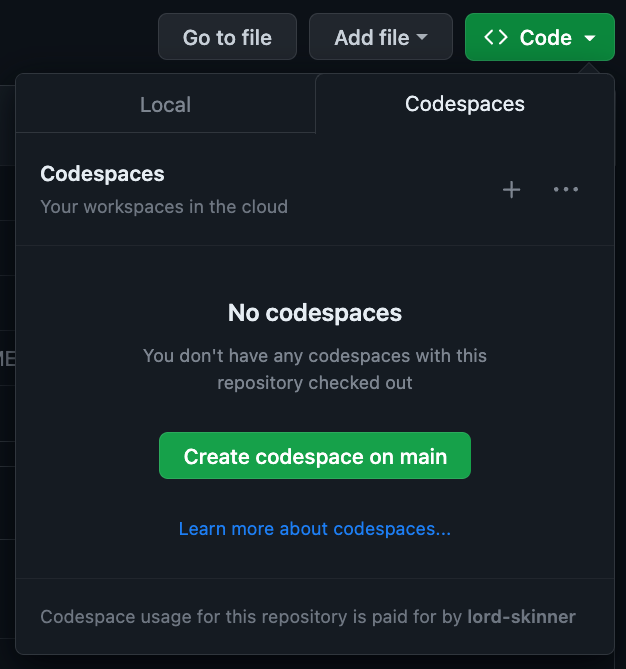 Go to file
Add file
<> Code
Local
Codespaces
Codespaces
Your workspaces in the cloud
No codespaces
You don't have any codespaces with this
repository checked out
ME
Create codespace on main
Learn more about codespaces...
Codespace usage for this repository is paid for by lord-skinner